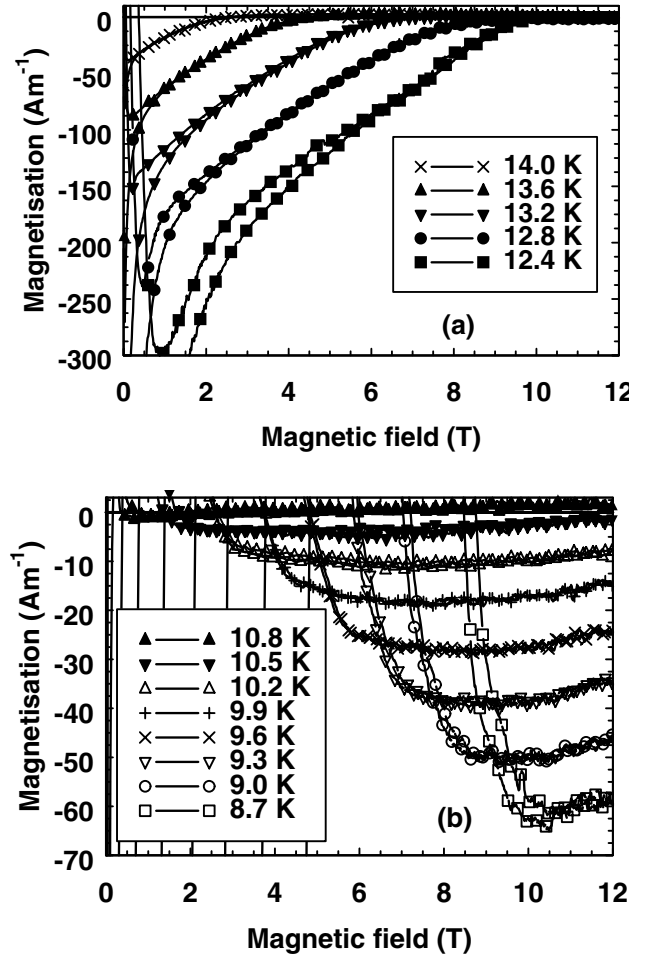 0
-50
-100
-150
-200
-250
-300
Magnetisation (Am⁻¹)
14.0 K
13.6 K
13.2 K
12.8 K
12.4 K
(a)
0 2 4 6 8 10 12
Magnetic field (T)
0
-10
-20
-30
-40
-50
-60
-70
Magnetisation (Am⁻¹)
10.8 K
10.5 K
10.2 K
9.9 K
9.6 K
9.3 K
9.0 K
8.7 K
(b)
0 2 4 6 8 10 12
Magnetic field (T)